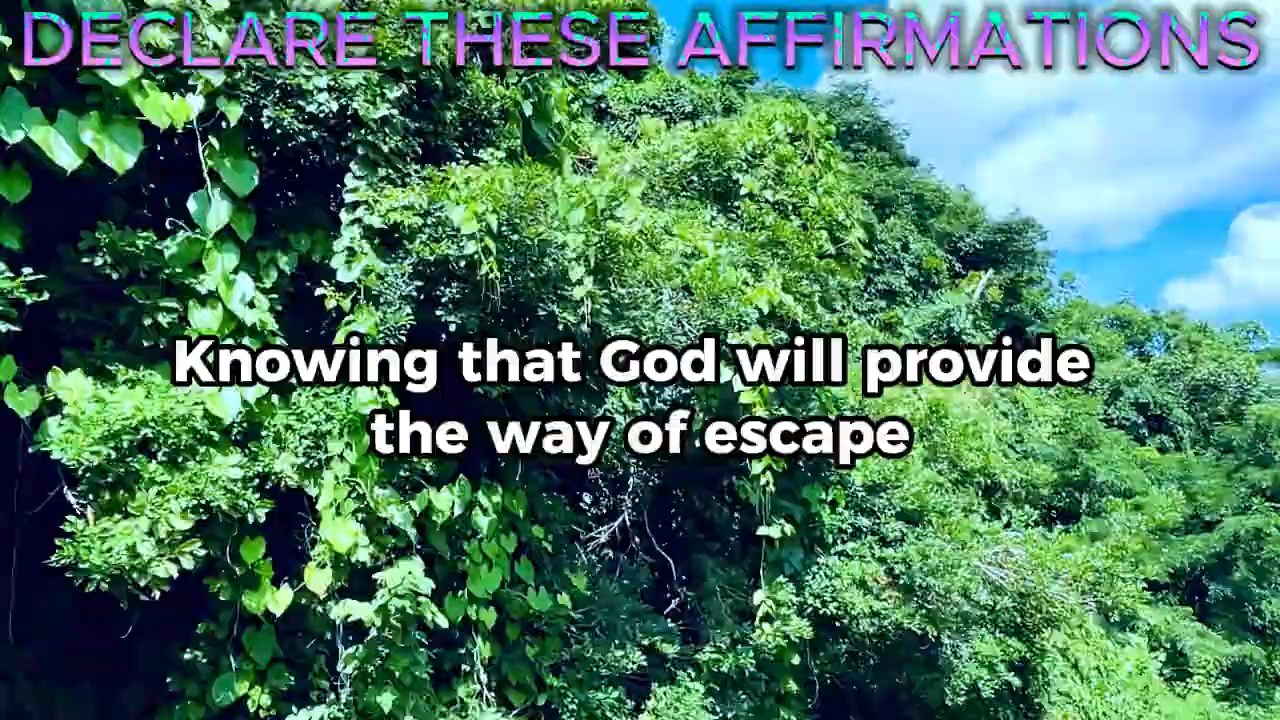 DECLARE THESE AFFIRMATIONS
Knowing that God will provide
the way of escape